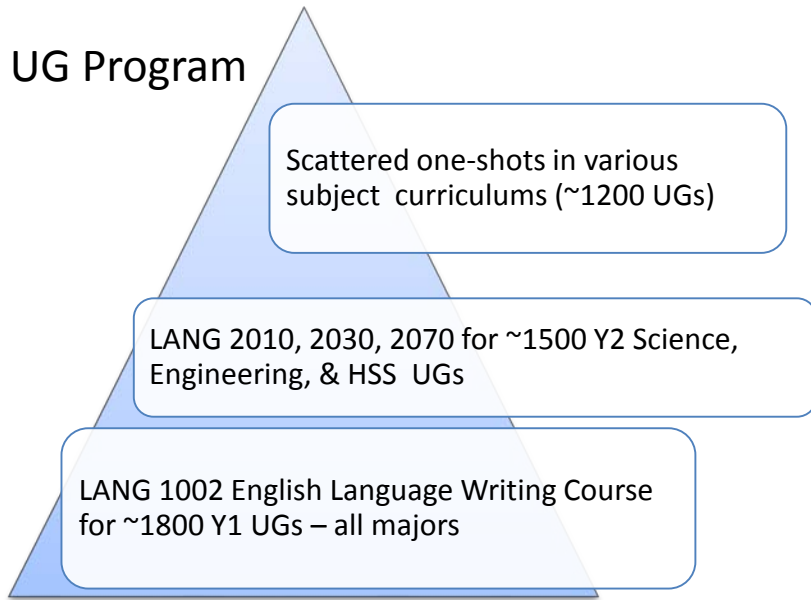 UG Program
Scattered one-shots in various
subject curriculums (~1200 UGs)
LANG 2010, 2030, 2070 for ~1500 Y2 Science,
Engineering, & HSS UGs
LANG 1002 English Language Writing Course
for ~1800 Y1 UGs – all majors